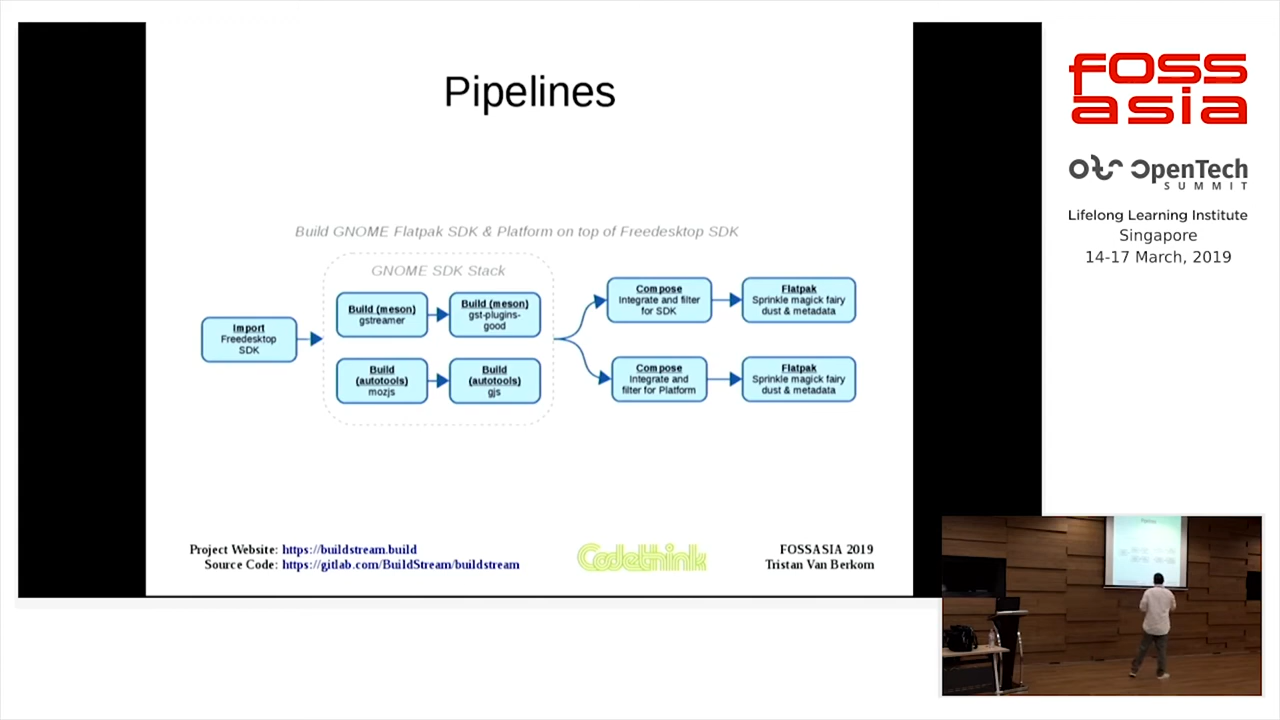 Pipelines
Build GNOME Flatpak SDK & Platform on top of Freedesktop SDK
GNOME SDK Stack
Import
Freedesktop
SDK
Build (meson)
gstreamer
Build (meson)
gst-plugins-
good
Build
(autotools)
mozjs
Build
(autotools)
gjs
Compose
Integrate and filter
for SDK
Flatpak
Sprinkle magick fairy
dust & metadata
Compose
Integrate and
filter for Platform
Flatpak
Sprinkle magick fairy
dust & metadata
Project Website: https://buildstream.build
Source Code: https://gitlab.com/BuildStream/buildstream
Codethink
FOSSASIA 2019
Tristan Van Berkom
FOSS
asia
OpenTech
SUMMIT
Lifelong Learning Institute
Singapore
14-17 March, 2019